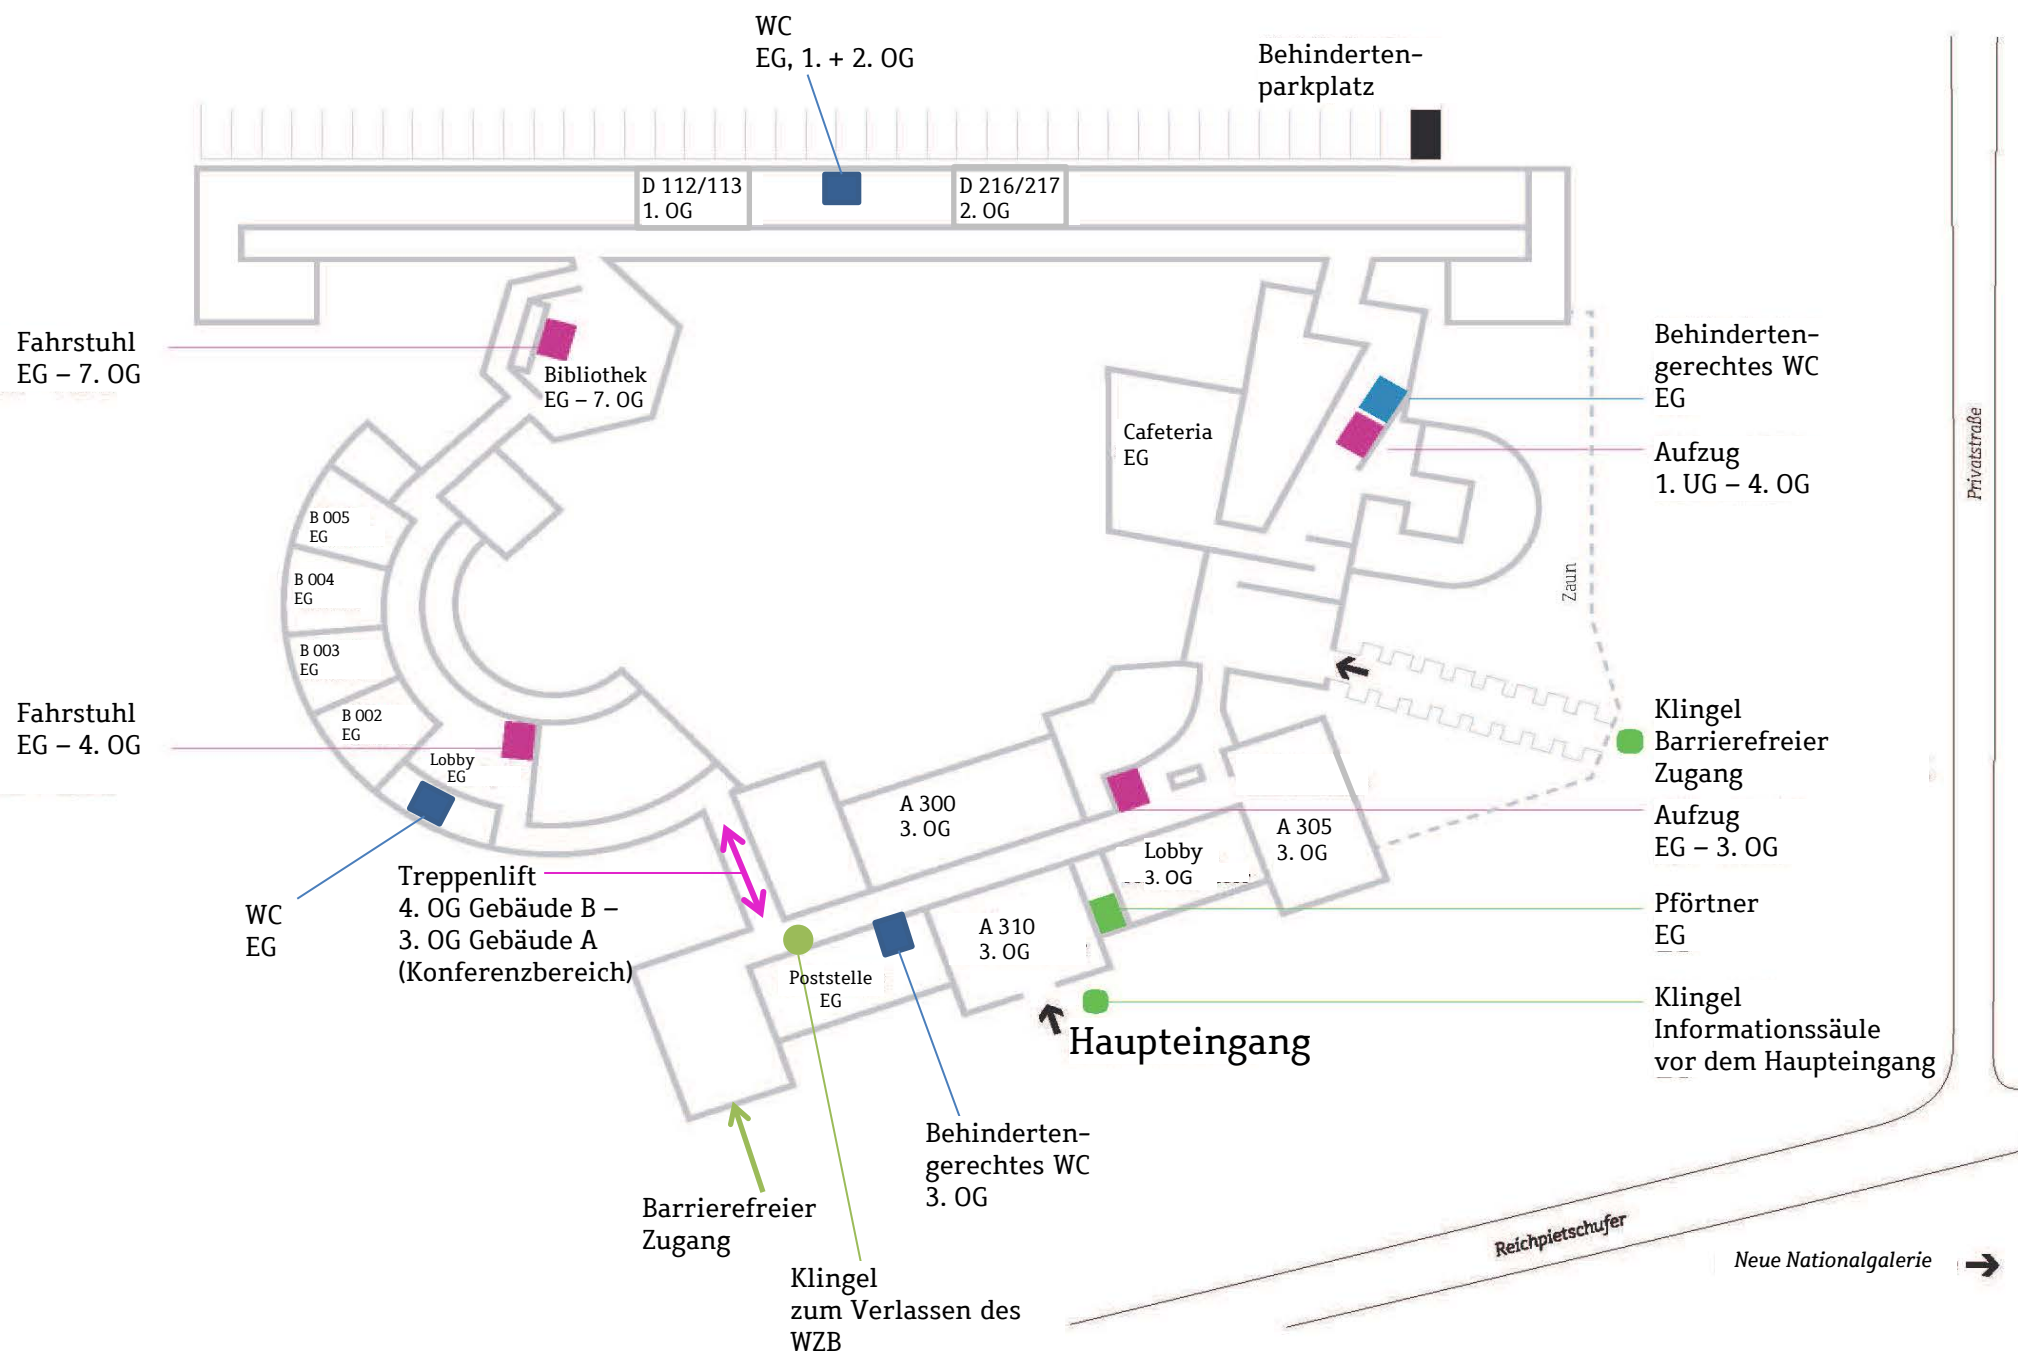 WC
EG, 1. + 2. OG
Behinderten-
parkplatz
D 112/113
1. OG
D 216/217
2. OG
Fahrstuhl
EG – 7. OG
Bibliothek
EG – 7. OG
Behinderten-
gerechtes WC
EG
Cafeteria
EG
Aufzug
1. UG – 4. OG
Privatstraße
B 005
EG
B 004
EG
Zaun
B 003
EG
B 002
EG
Fahrstuhl
EG – 4. OG
Lobby
EG
Klingel
Barrierefreier
Zugang
A 300
3. OG
A 305
3. OG
Aufzug
EG – 3. OG
Lobby
3. OG
Treppenlift
4. OG Gebäude B –
3. OG Gebäude A
(Konferenzbereich)
WC
EG
Pförtner
EG
A 310
3. OG
Poststelle
EG
Klingel
Informationssäule
vor dem Haupteingang
Haupteingang
Behinderten-
gerechtes WC
3. OG
Barrierefreier
Zugang
Reichpietschufer
Neue Nationalgalerie
Klingel
zum Verlassen des
WZB